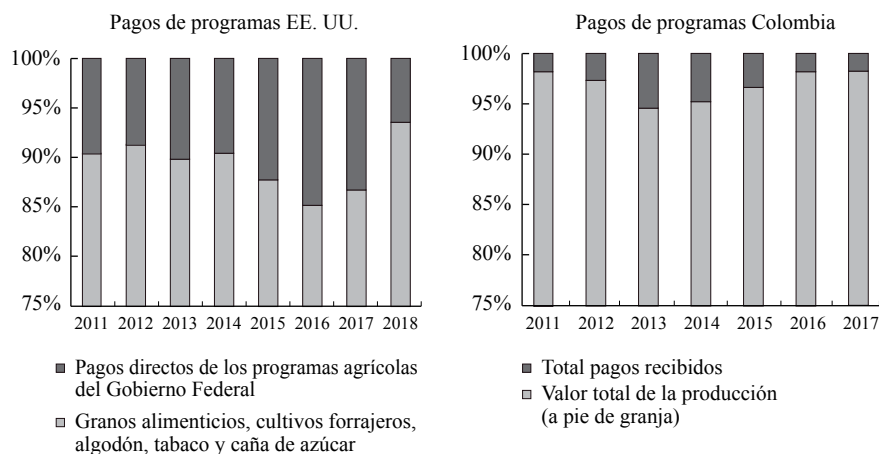 Pagos de programas EE. UU.
100%
95%
90%
85%
80%
75%
2011 2012 2013 2014 2015 2016 2017 2018
Pagos directos de los programas agrícolas
del Gobierno Federal
Granos alimenticios, cultivos forrajeros,
algodón, tabaco y caña de azúcar
Pagos de programas Colombia
100%
95%
90%
85%
80%
75%
2011 2012 2013 2014 2015 2016 2017
Total pagos recibidos
Valor total de la producción
(a pie de granja)